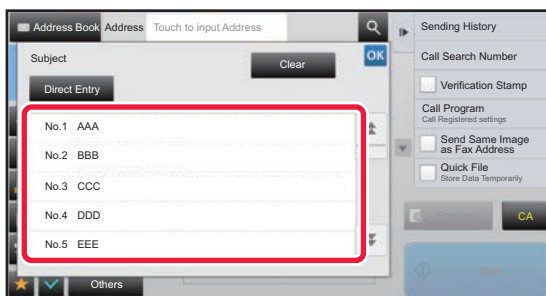 Address Book
Address
Touch to input Address
Subject
Clear
OK
Direct Entry
No.1 AAA
No.2 BBB
No.3 CCC
No.4 DDD
No.5 EEE
Others
Sending History
Call Search Number
Verification Stamp
Call Program
Call Registered settings
Send Same Image
as Fax Address
Quick File
Store Data Temporarily
CA
Start